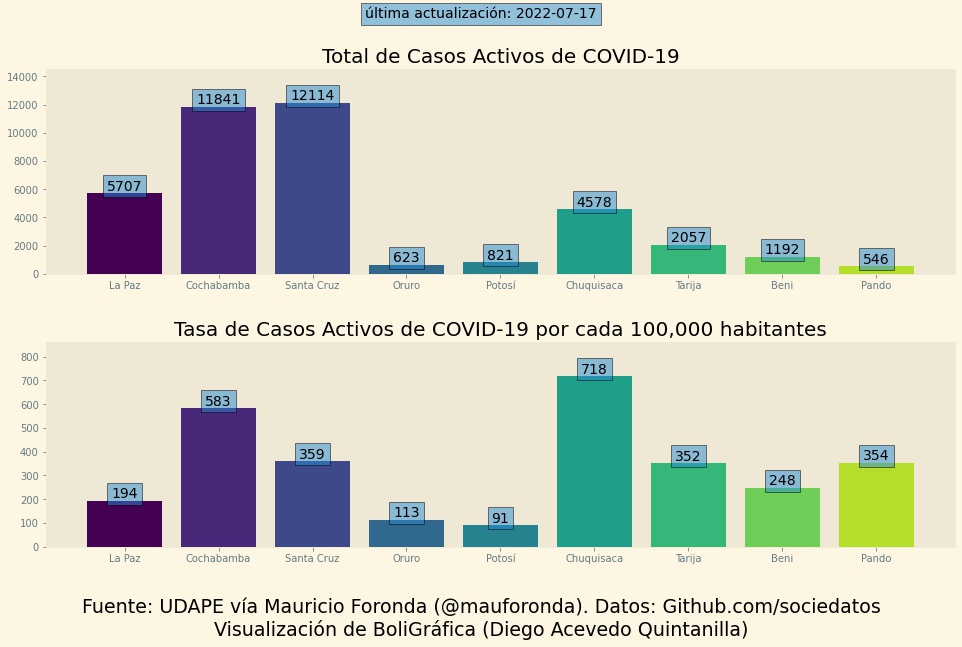 última actualización: 2022-07-17
Total de Casos Activos de COVID-19
14000
12000
10000
8000
6000
4000
2000
0
5707
11841
12114
623
821
4578
2057
1192
546
La Paz
Cochabamba
Santa Cruz
Oruro
Potosí
Chuquisaca
Tarija
Beni
Pando
Tasa de Casos Activos de COVID-19 por cada 100,000 habitantes
800
700
600
500
400
300
200
100
0
194
583
359
113
91
718
352
248
354
La Paz
Cochabamba
Santa Cruz
Oruro
Potosí
Chuquisaca
Tarija
Beni
Pando
Fuente: UDAPE vía Mauricio Foronda (@mauforonda). Datos: Github.com/sociedatos
Visualización de BoliGráfica (Diego Acevedo Quintanilla)